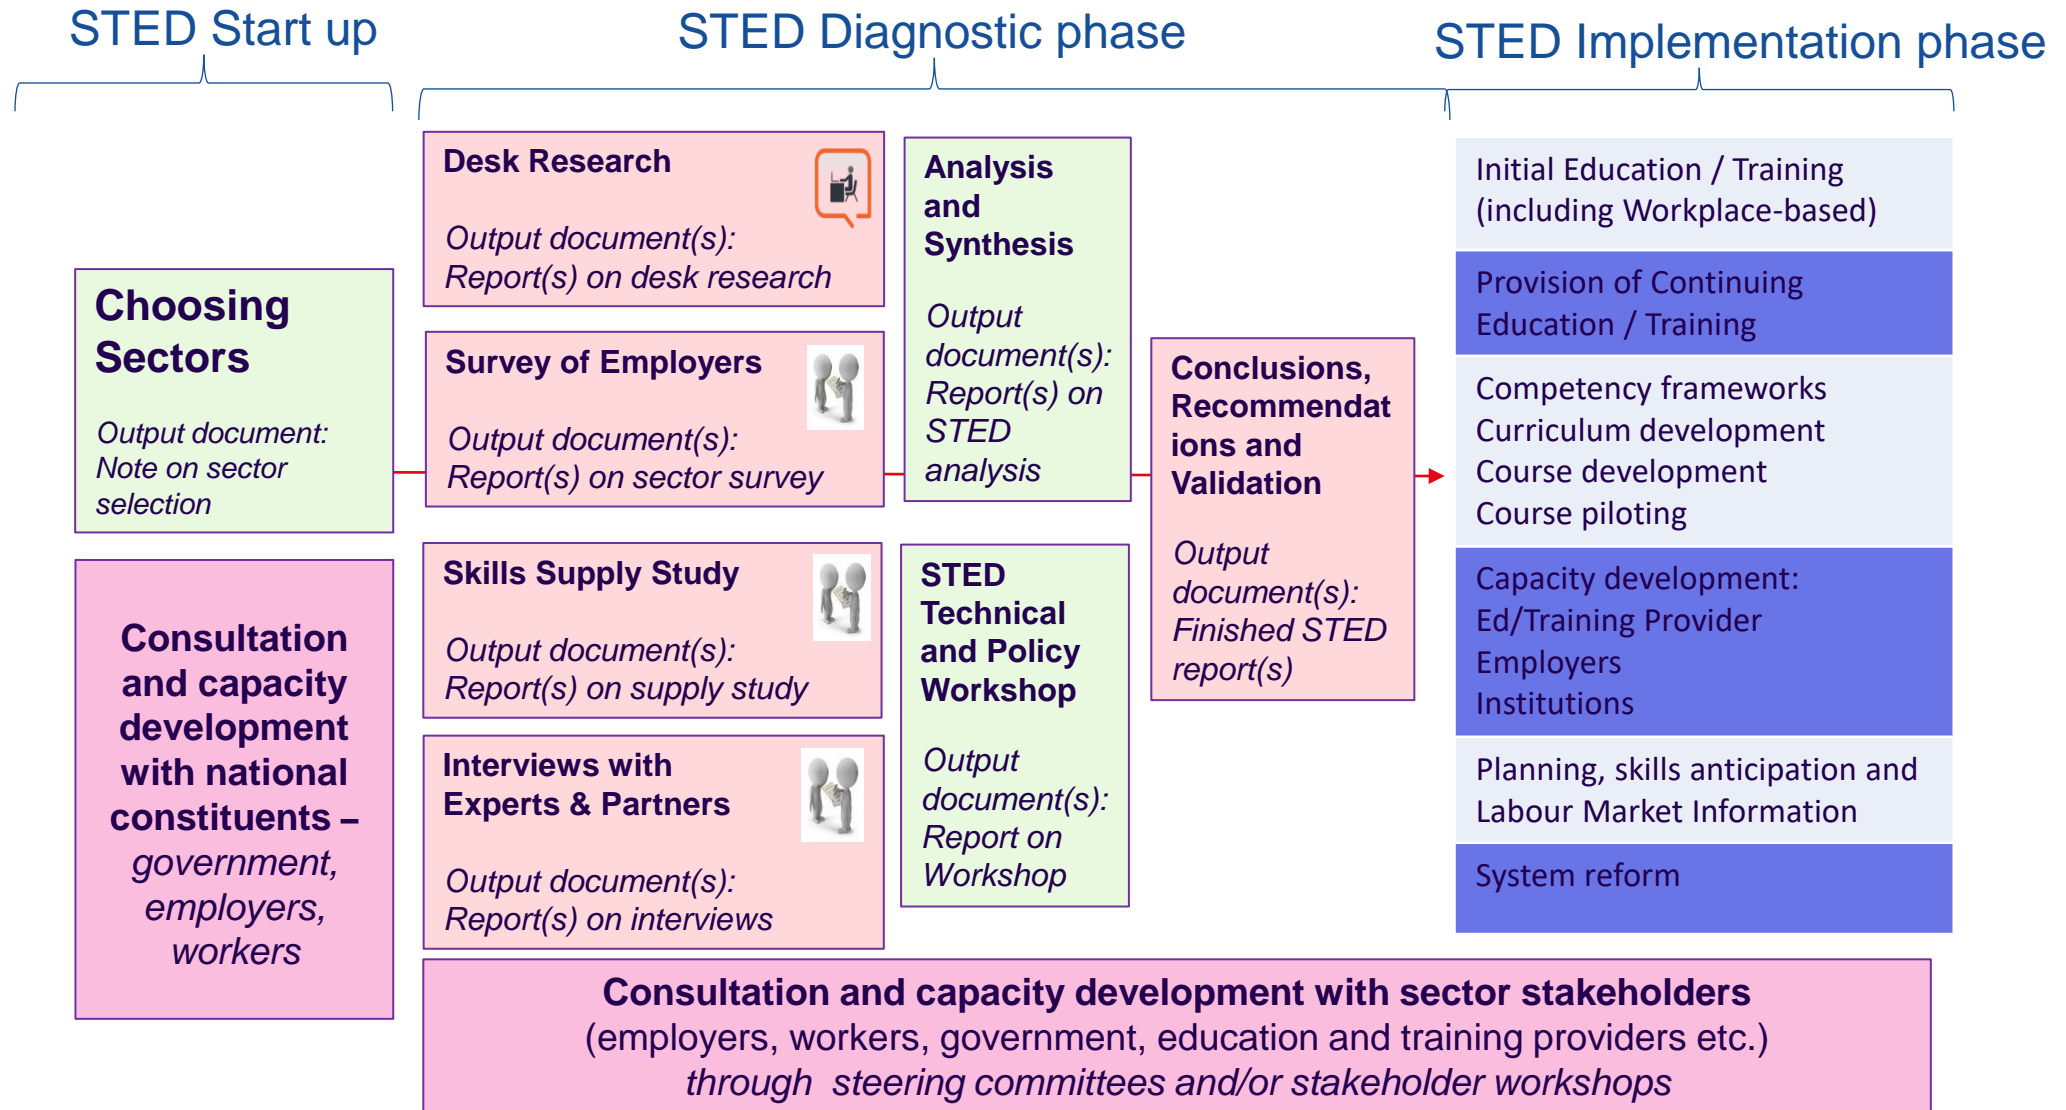 STED Start up
STED Diagnostic phase
STED Implementation phase
Choosing
Sectors
Output document:
Note on sector
selection
Consultation
and capacity
development
with national
constituents –
government,
employers,
workers
Desk Research
Output document(s):
Report(s) on desk research
Survey of Employers
Output document(s):
Report(s) on sector survey
Skills Supply Study
Output document(s):
Report(s) on supply study
Interviews with
Experts & Partners
Output document(s):
Report(s) on interviews
Analysis
and
Synthesis
Output
document(s):
Report(s) on
STED
analysis
STED
Technical
and Policy
Workshop
Output
document(s):
Report on
Workshop
Conclusions,
Recommendat
ions and
Validation
Output
document(s):
Finished STED
report(s)
Initial Education / Training
(including Workplace-based)
Provision of Continuing
Education / Training
Competency frameworks
Curriculum development
Course development
Course piloting
Capacity development:
Ed/Training Provider
Employers
Institutions
Planning, skills anticipation and
Labour Market Information
System reform
Consultation and capacity development with sector stakeholders
(employers, workers, government, education and training providers etc.)
through steering committees and/or stakeholder workshops